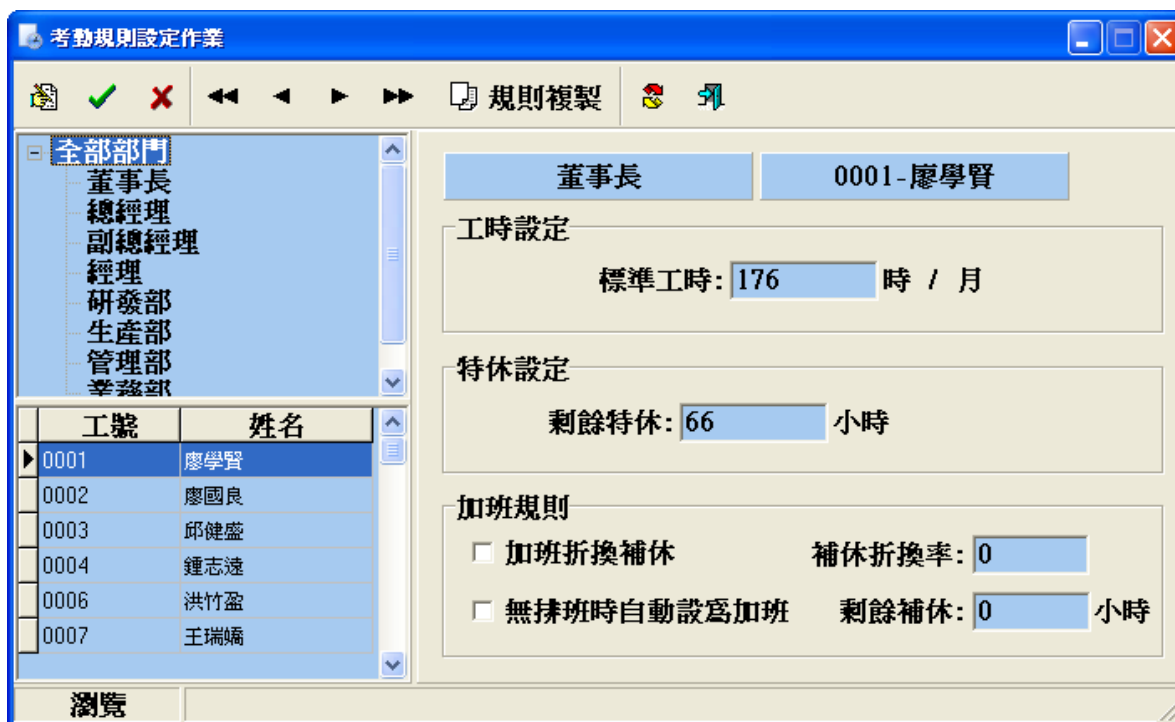 考勤規則設定作業
規則複製
全部部門
董事長
總經理
副總經理
經理
研發部
生產部
管理部
業務部
工號 姓名
0001 廖學賢
0002 廖國良
0003 邱健盛
0004 鍾志遠
0006 洪竹盈
0007 王瑞嬌
董事長 0001-廖學賢
工時設定
標準工時: 176 時 / 月
特休設定
剩餘特休: 66 小時
加班規則
加班折換補休 補休折換率: 0
無排班時自動設為加班 剩餘補休: 0 小時
瀏覽